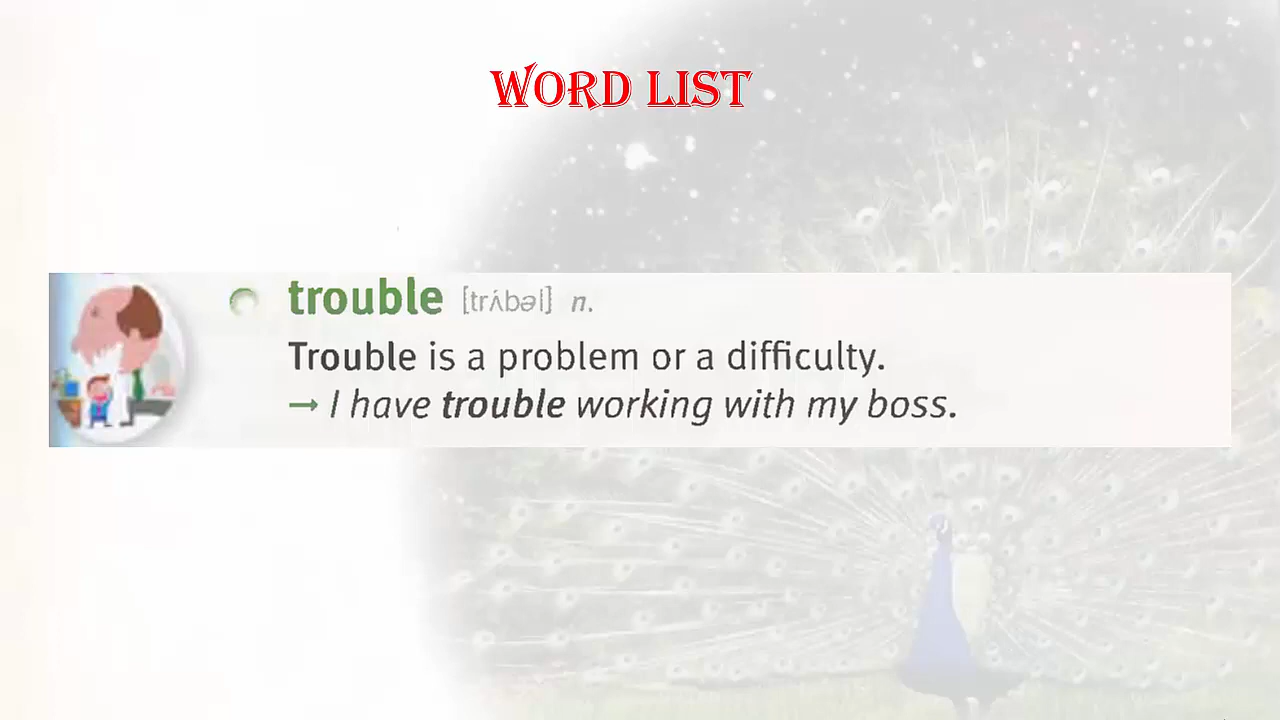 WORD LIST
trouble [trʌ́bəl] n.
Trouble is a problem or a difficulty.
→ I have trouble working with my boss.